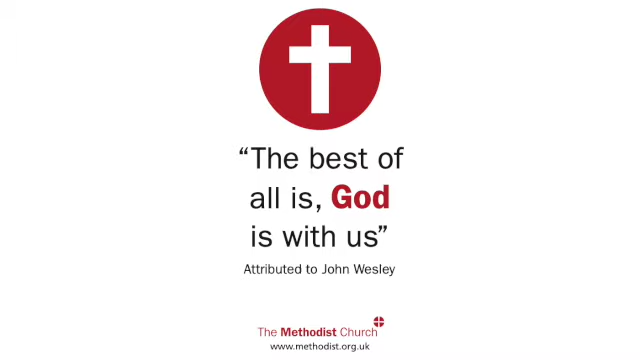 “The best of
all is, God
is with us”
Attributed to John Wesley
The Methodist Church
www.methodist.org.uk